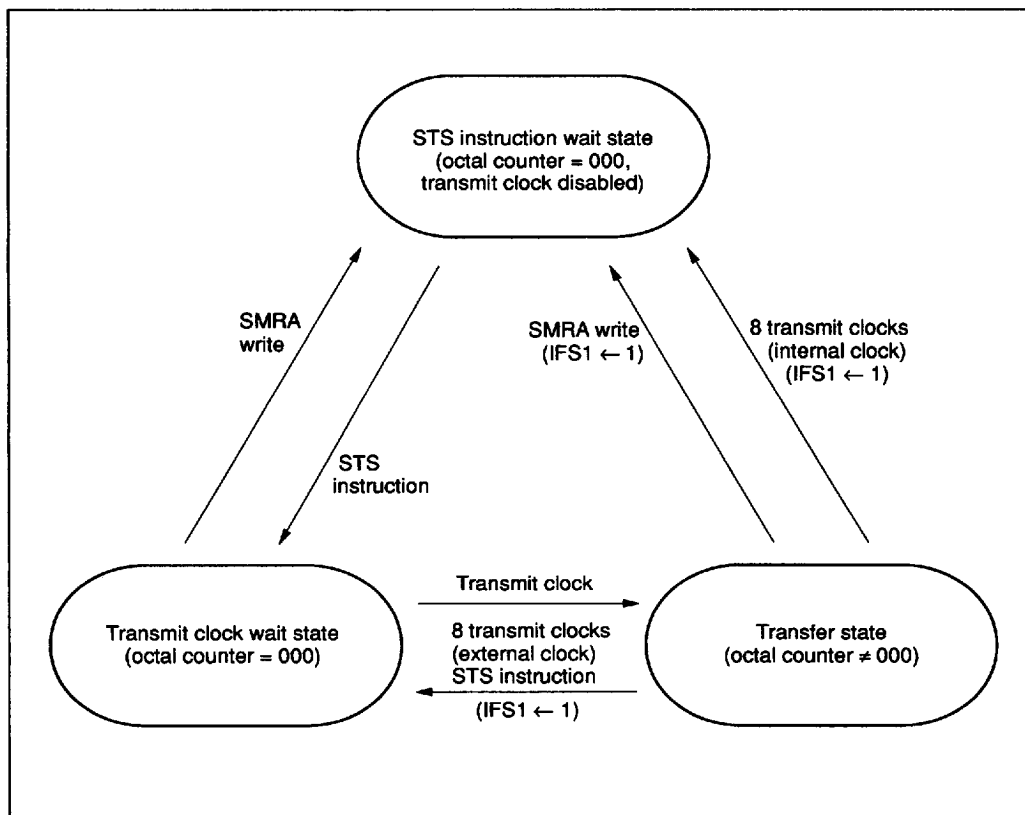 STS instruction wait state
(octal counter = 000,
transmit clock disabled)
SMRA
write
SMRA write
(IFS1 ← 1)
8 transmit clocks
(internal clock)
(IFS1 ← 1)
STS
instruction
Transmit clock wait state
(octal counter = 000)
Transmit clock
8 transmit clocks
(external clock)
STS instruction
(IFS1 ← 1)
Transfer state
(octal counter ≠ 000)